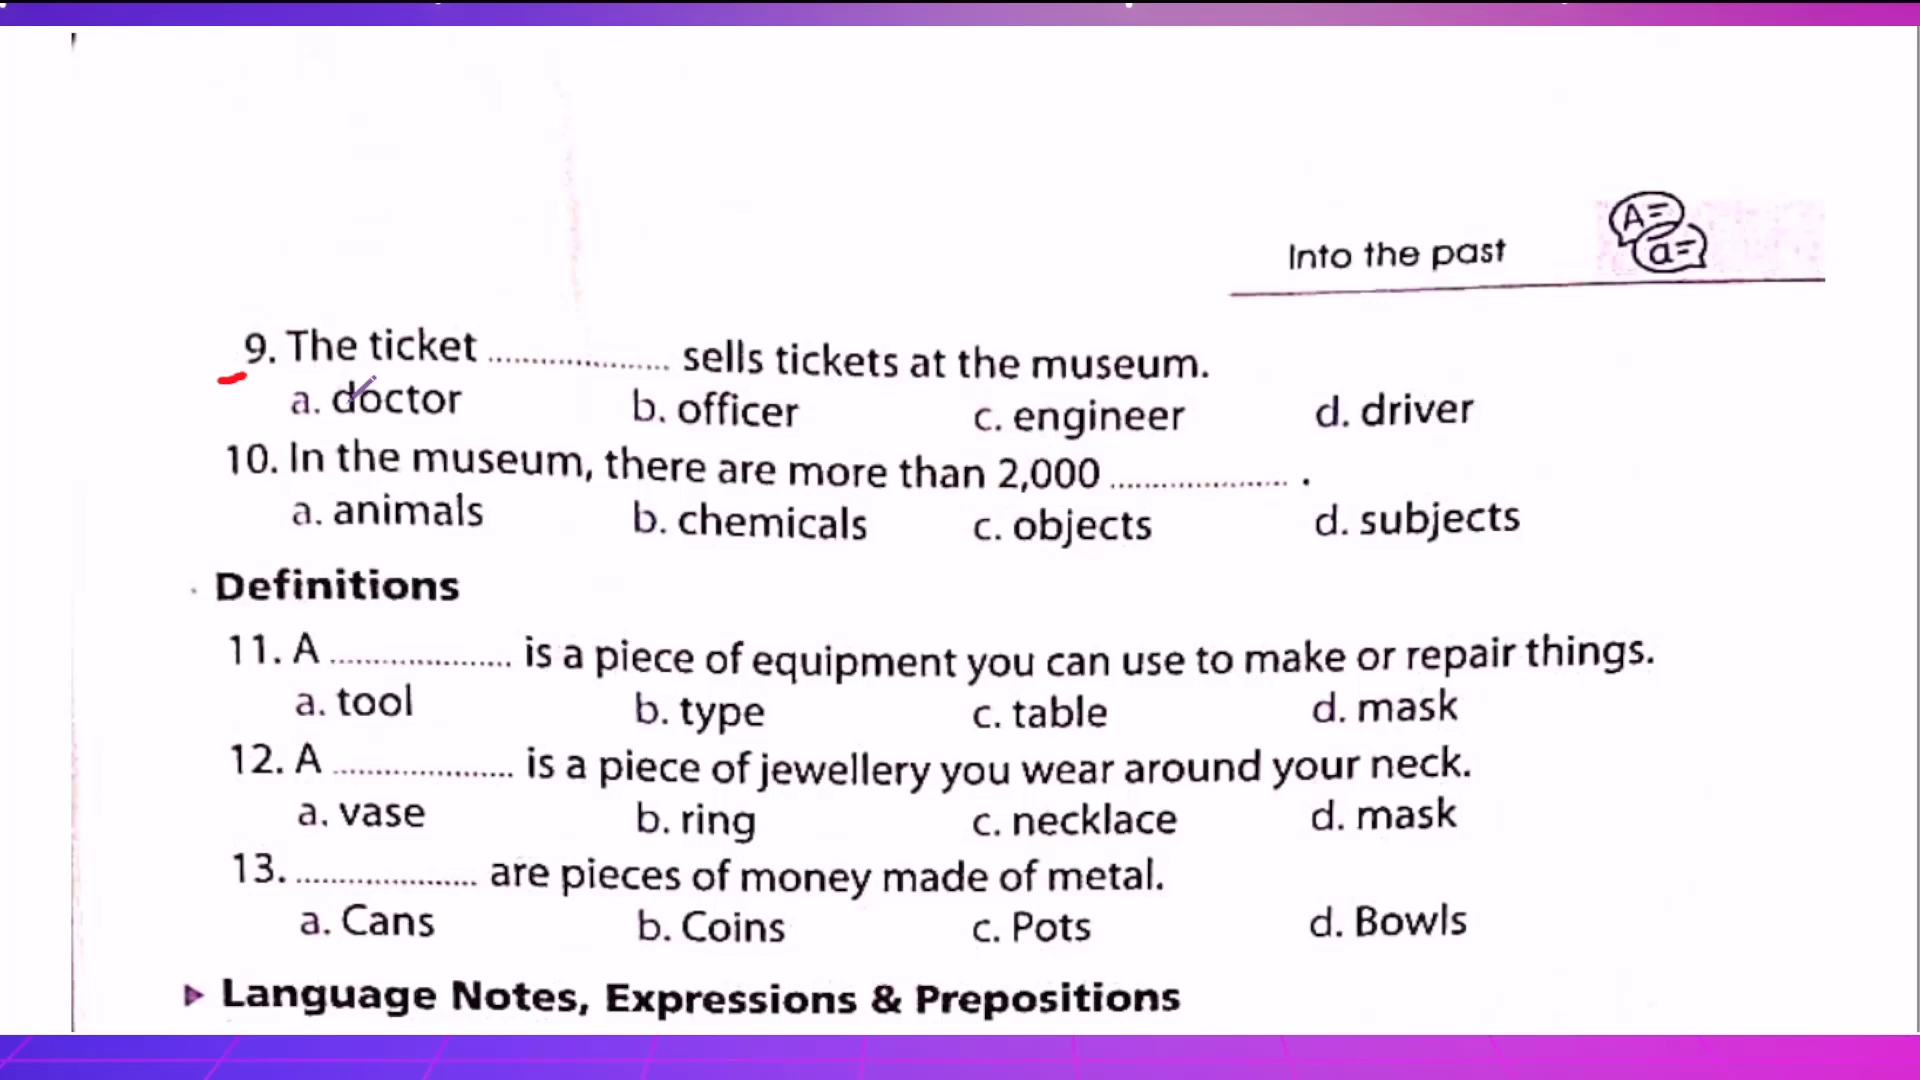 Into the past
A=
a=
9. The ticket .................... sells tickets at the museum.
a. doctor b. officer c. engineer d. driver
10. In the museum, there are more than 2,000 .................... .
a. animals b. chemicals c. objects d. subjects
Definitions
11. A .................... is a piece of equipment you can use to make or repair things.
a. tool b. type c. table d. mask
12. A .................... is a piece of jewellery you wear around your neck.
a. vase b. ring c. necklace d. mask
13. .................... are pieces of money made of metal.
a. Cans b. Coins c. Pots d. Bowls
Language Notes, Expressions & Prepositions